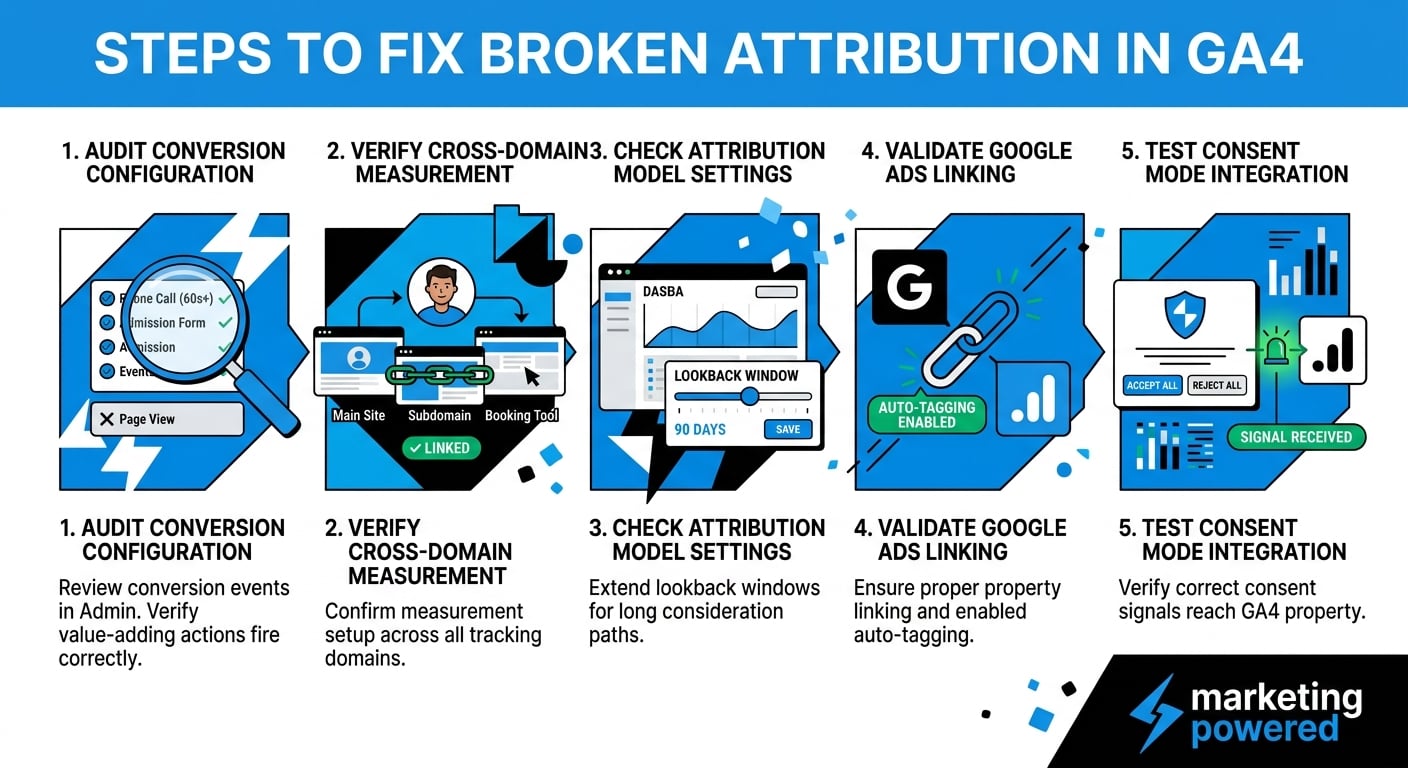 STEPS TO FIX BROKEN ATTRIBUTION IN GA4
1. AUDIT CONVERSION
CONFIGURATION
2. VERIFY CROSS-DOMAIN
MEASUREMENT
3. CHECK ATTRIBUTION
MODEL SETTINGS
4. VALIDATE GOOGLE
ADS LINKING
5. TEST CONSENT
MODE INTEGRATION
one Call (60s+)
Form
Event
Page View
Main Site
Subdomain
Booking Tool
LINKED
DASBA
LOOKBACK WINDOW
90 DAYS
SAVE
G
AUTO-TAGGING
ENABLED
ACCEPT ALL
REJECT ALL
SIGNAL RECEIVED
1. AUDIT CONVERSION
CONFIGURATION
Review conversion events
in Admin. Verify
value-adding actions fire
correctly.
2. VERIFY
CROSS-DOMAIN
MEASUREMENT
Confirm measurement
setup across all tracking
domains.
3. CHECK ATTRIBUTION
MODEL SETTINGS
Extend lookback windows
for long consideration
paths.
4. VALIDATE GOOGLE
ADS LINKING
Ensure proper property
linking and enabled
auto-tagging.
5. TEST CONSENT
MODE INTEGRATION
Verify correct consent
signals reach GA4 property.
marketing
powered